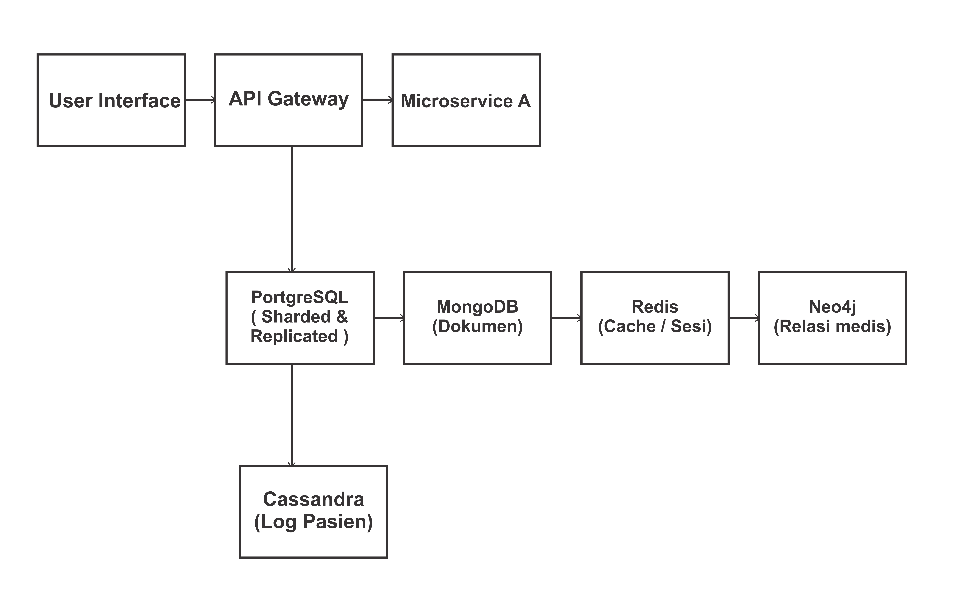 User Interface
API Gateway
Microservice A
PortgreSQL
( Sharded &
Replicated )
MongoDB
(Dokumen)
Redis
(Cache / Sesi)
Neo4j
(Relasi medis)
Cassandra
(Log Pasien)